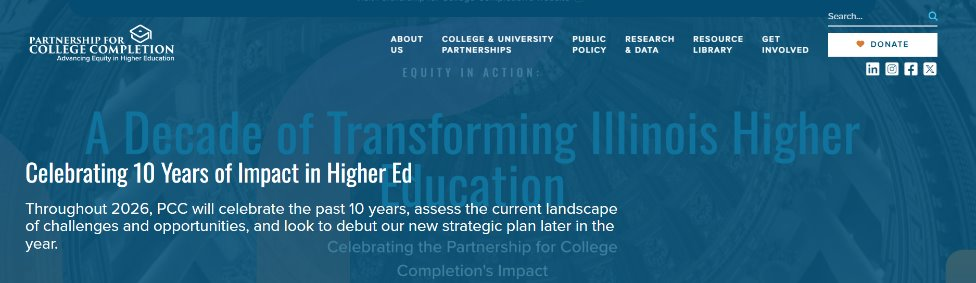 PARTNERSHIP FOR
COLLEGE COMPLETION
Advancing Equity in Higher Education
ABOUT
US
COLLEGE & UNIVERSITY
PARTNERSHIPS
PUBLIC
POLICY
RESEARCH
& DATA
RESOURCE
LIBRARY
GET
INVOLVED
Search...
DONATE
EQUITY IN ACTION:
A Decade of Transforming Illinois Higher
Education
Celebrating 10 Years of Impact in Higher Ed
Throughout 2026, PCC will celebrate the past 10 years, assess the current landscape
of challenges and opportunities, and look to debut our new strategic plan later in the
year.
Celebrating the Partnership for College
Completion's Impact